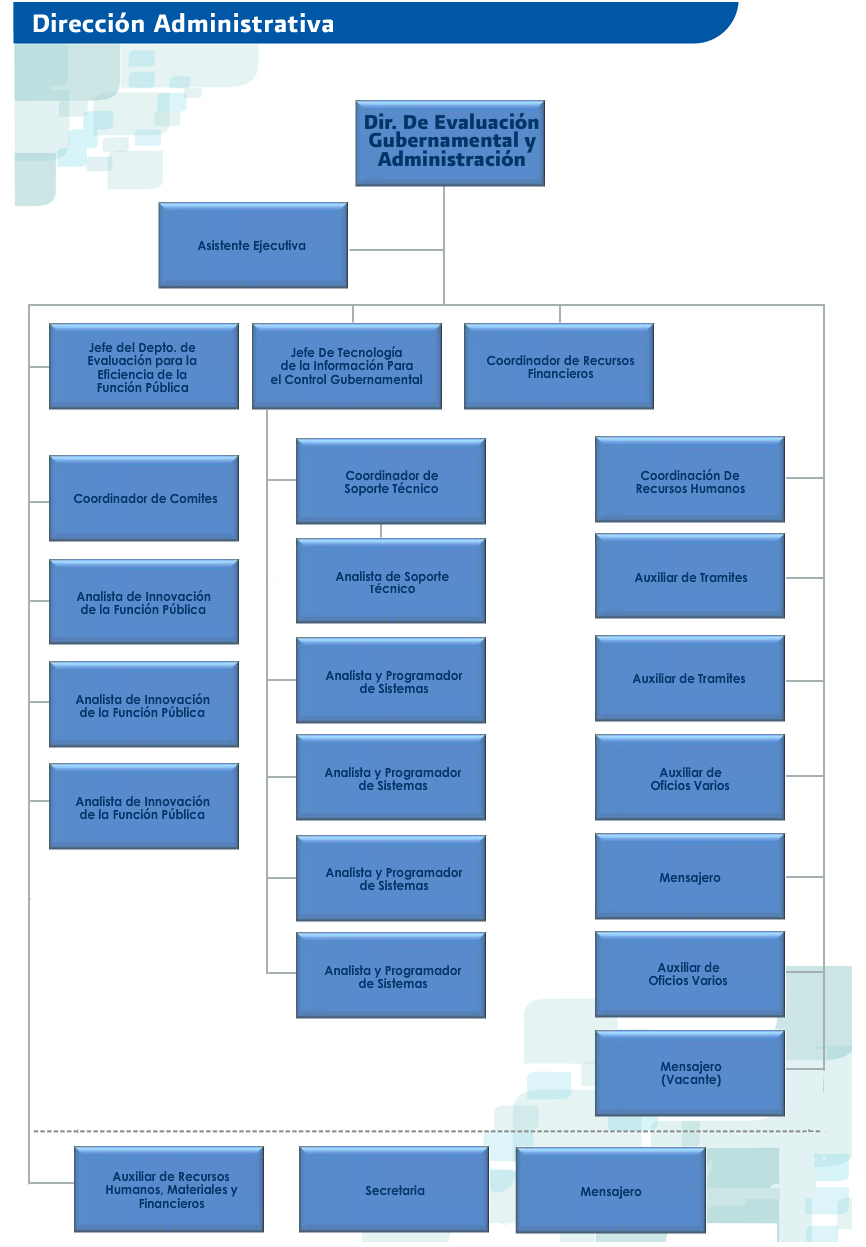 Dirección Administrativa
Dir. De Evaluación
Gubernamental y
Administración
Asistente Ejecutiva
Jefe del Depto. de
Evaluación para la
Eficiencia de la
Función Pública
Jefe De Tecnología
de la Información Para
el Control Gubernamental
Coordinador de Recursos
Financieros
Coordinador de Comites
Analista de Innovación
de la Función Pública
Analista de Innovación
de la Función Pública
Analista de Innovación
de la Función Pública
Coordinador de
Soporte Técnico
Analista de Soporte
Técnico
Analista y Programador
de Sistemas
Analista y Programador
de Sistemas
Analista y Programador
de Sistemas
Analista y Programador
de Sistemas
Coordinación De
Recursos Humanos
Auxiliar de Tramites
Auxiliar de Tramites
Auxiliar de
Oficios Varios
Mensajero
Auxiliar de
Oficios Varios
Mensajero
(Vacante)
Auxiliar de Recursos
Humanos, Materiales y
Financieros
Secretaria
Mensajero